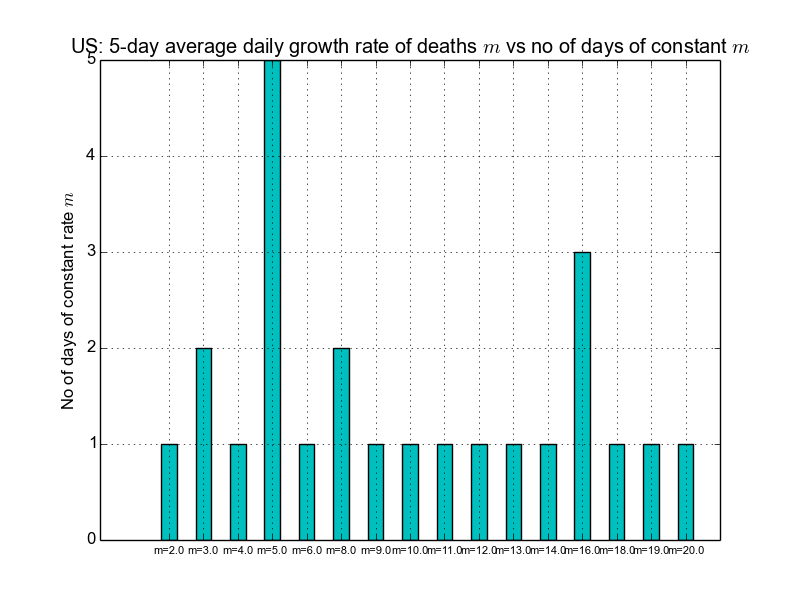 US: 5-day average daily growth rate of deaths m vs no of days of constant m
No of days of constant rate m
5
4
3
2
1
0
m=2.0 m=3.0 m=4.0 m=5.0 m=6.0 m=8.0 m=9.0 m=10.0 m=11.0 m=12.0 m=13.0 m=14.0 m=16.0 m=18.0 m=19.0 m=20.0